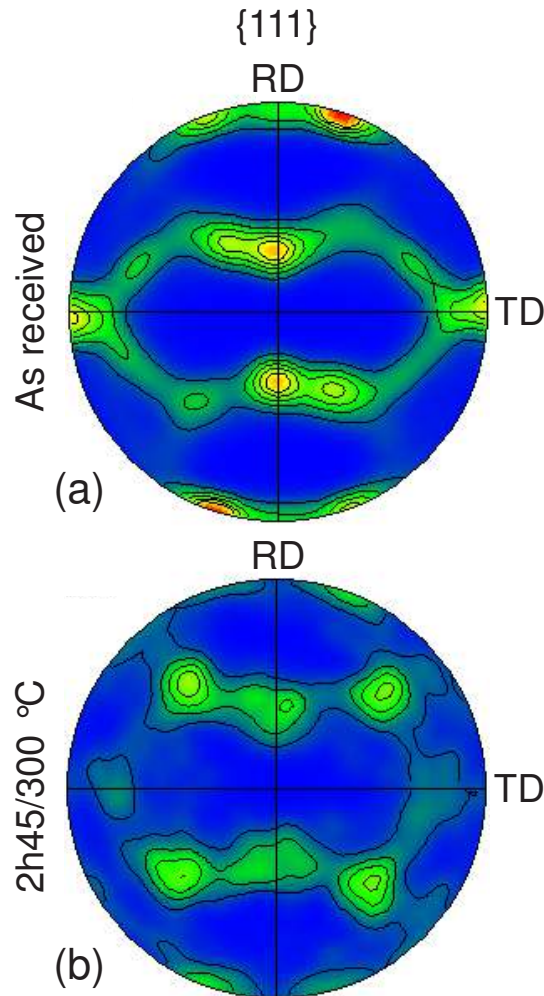 {111}
RD
As received
TD
(a)
RD
2h45/300 °C
TD
(b)